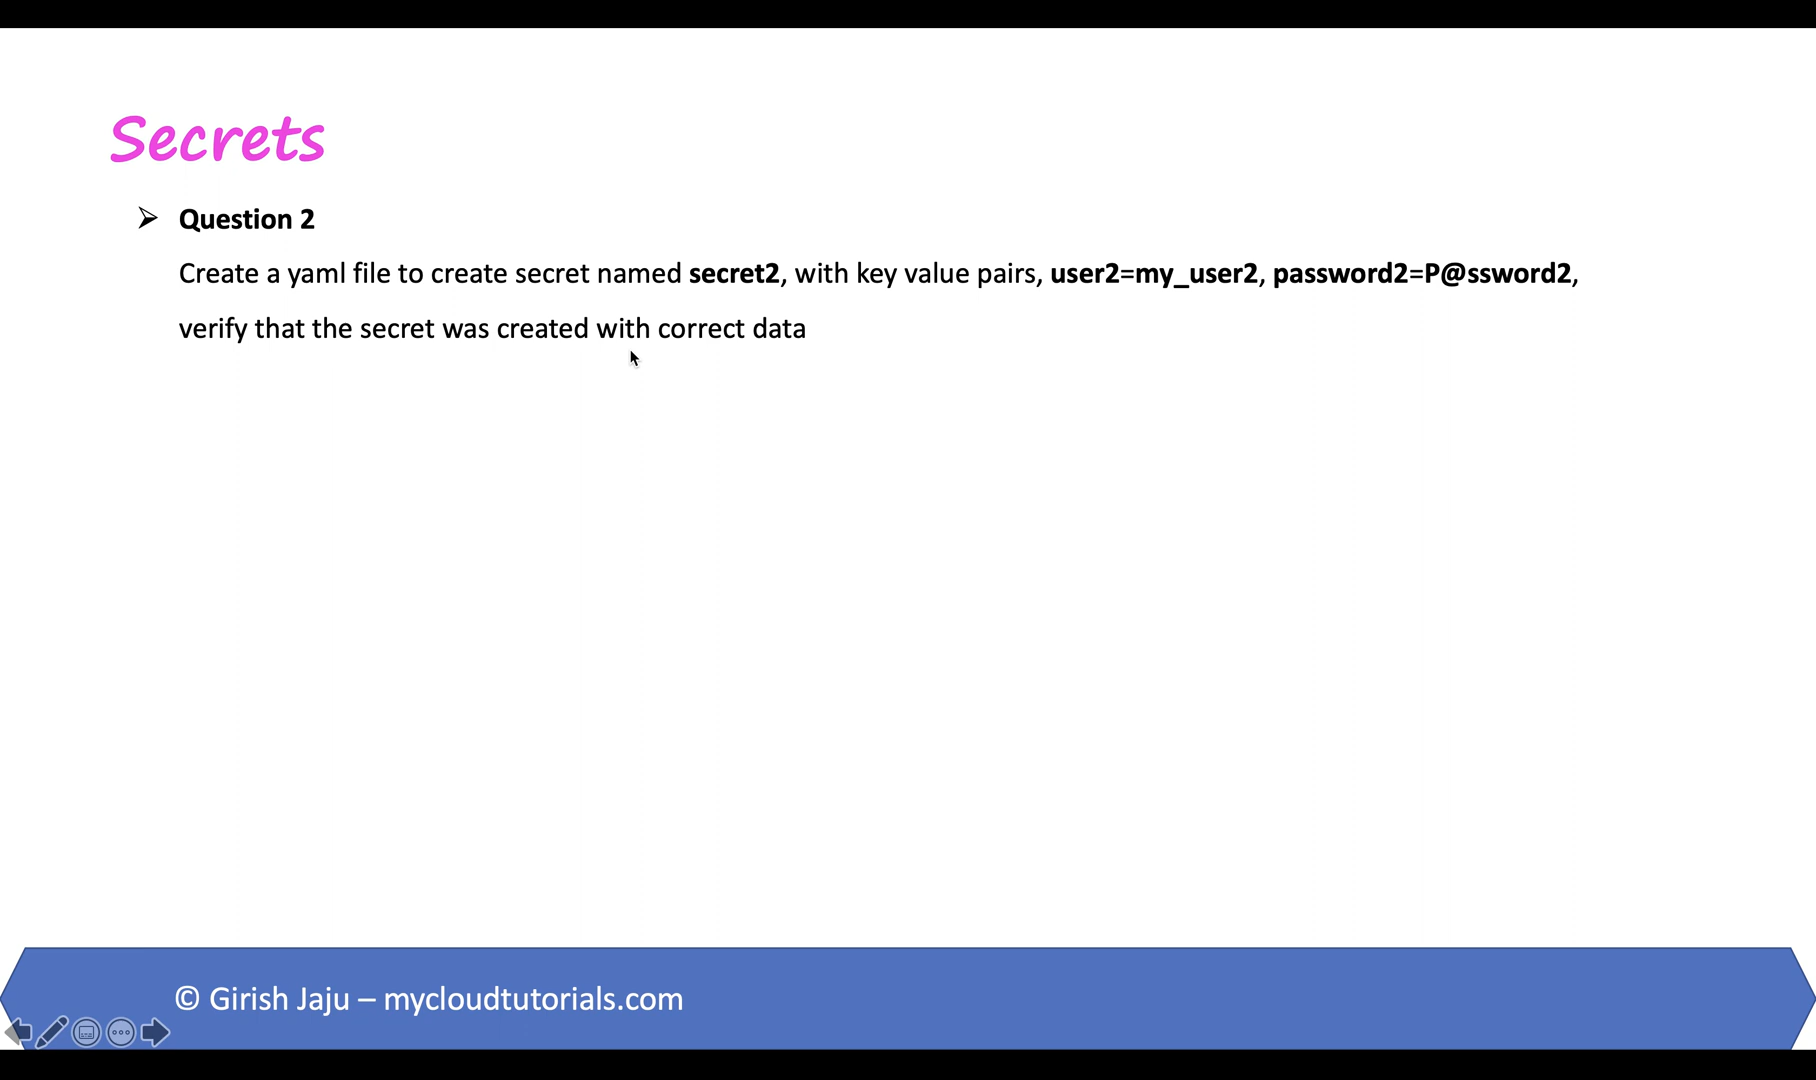 Secrets
Question 2
Create a yaml file to create secret named secret2, with key value pairs, user2=my_user2, password2=P@ssword2,
verify that the secret was created with correct data
© Girish Jaju – mycloudtutorials.com